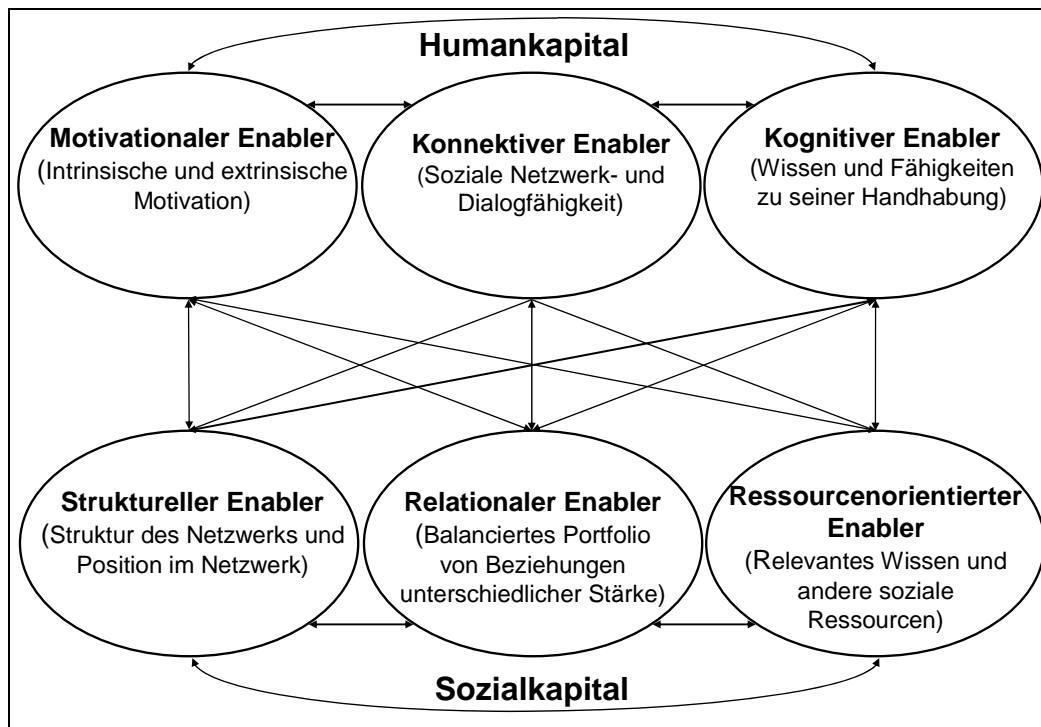 Humankapital
Motivationaler Enabler
(Intrinsische und extrinsische
Motivation)
Konnektiver Enabler
(Soziale Netzwerk- und
Dialogfähigkeit)
Kognitiver Enabler
(Wissen und Fähigkeiten
zu seiner Handhabung)
Struktureller Enabler
(Struktur des Netzwerks und
Position im Netzwerk)
Relationaler Enabler
(Balanciertes Portfolio
von Beziehungen
unterschiedlicher Stärke)
Ressourcenorientierter
Enabler
(Relevantes Wissen und
andere soziale
Ressourcen)
Sozialkapital